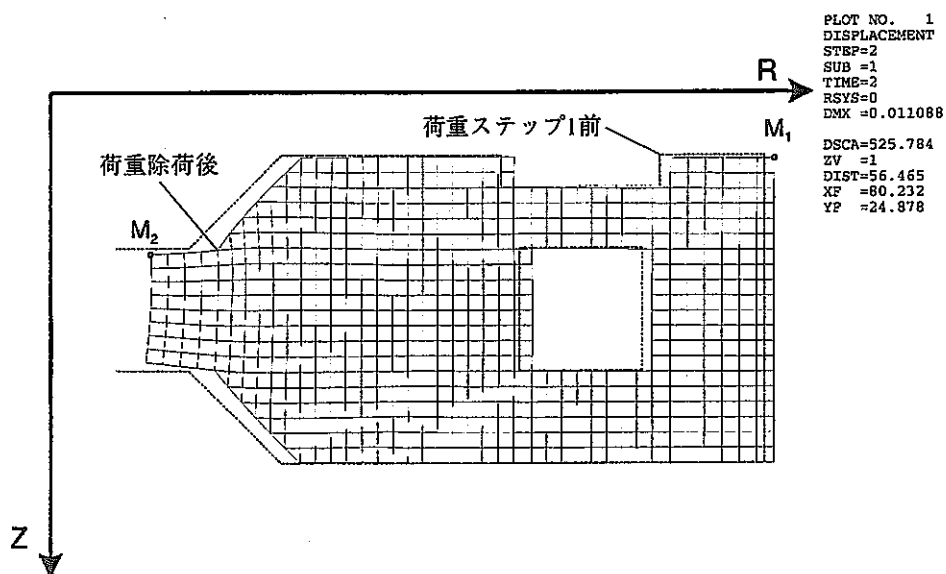 PLOT NO. 1
DISPLACEMENT
STEP=2
SUB =1
TIME=2
RSYS=0
DMX =0.011088
DSCA=525.784
ZV =1
DIST=56.465
XF =80.232
YF =24.878
R
荷重ステップ1前
M1
荷重除荷後
M2
Z